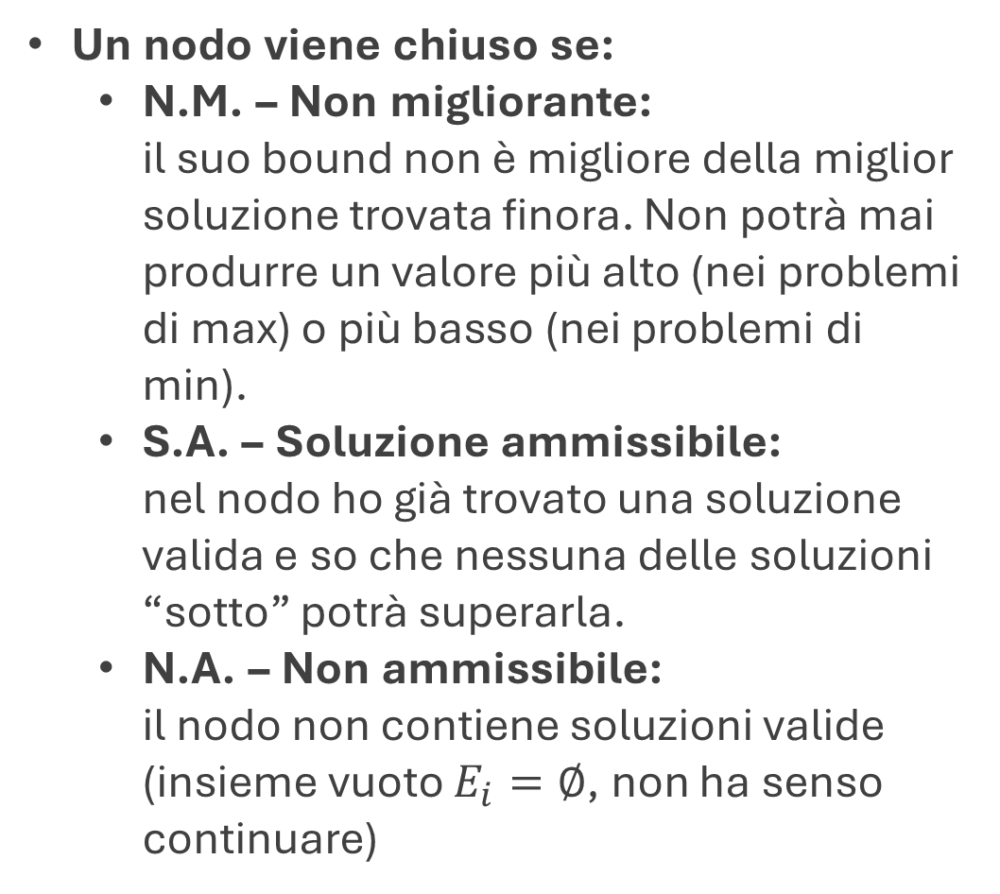 • Un nodo viene chiuso se:
• N.M. – Non migliorante:
il suo bound non è migliore della miglior
soluzione trovata finora. Non potrà mai
produrre un valore più alto (nei problemi
di max) o più basso (nei problemi di
min).
• S.A. – Soluzione ammissibile:
nel nodo ho già trovato una soluzione
valida e so che nessuna delle soluzioni
“sotto” potrà superarla.
• N.A. – Non ammissibile:
il nodo non contiene soluzioni valide
(insieme vuoto $E_i = \emptyset$, non ha senso
continuare)